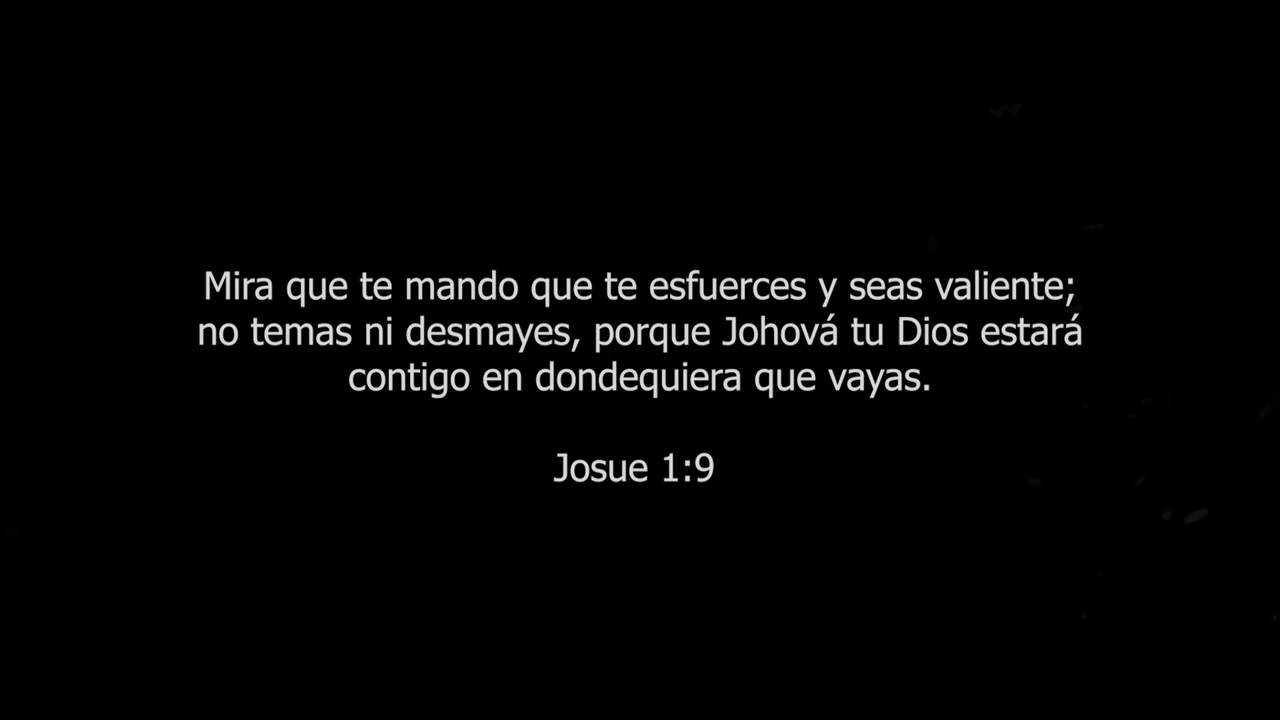 Mira que te mando que te esfuerces y seas valiente;
no temas ni desmayes, porque Johová tu Dios estará
contigo en dondequiera que vayas.
Josue 1:9